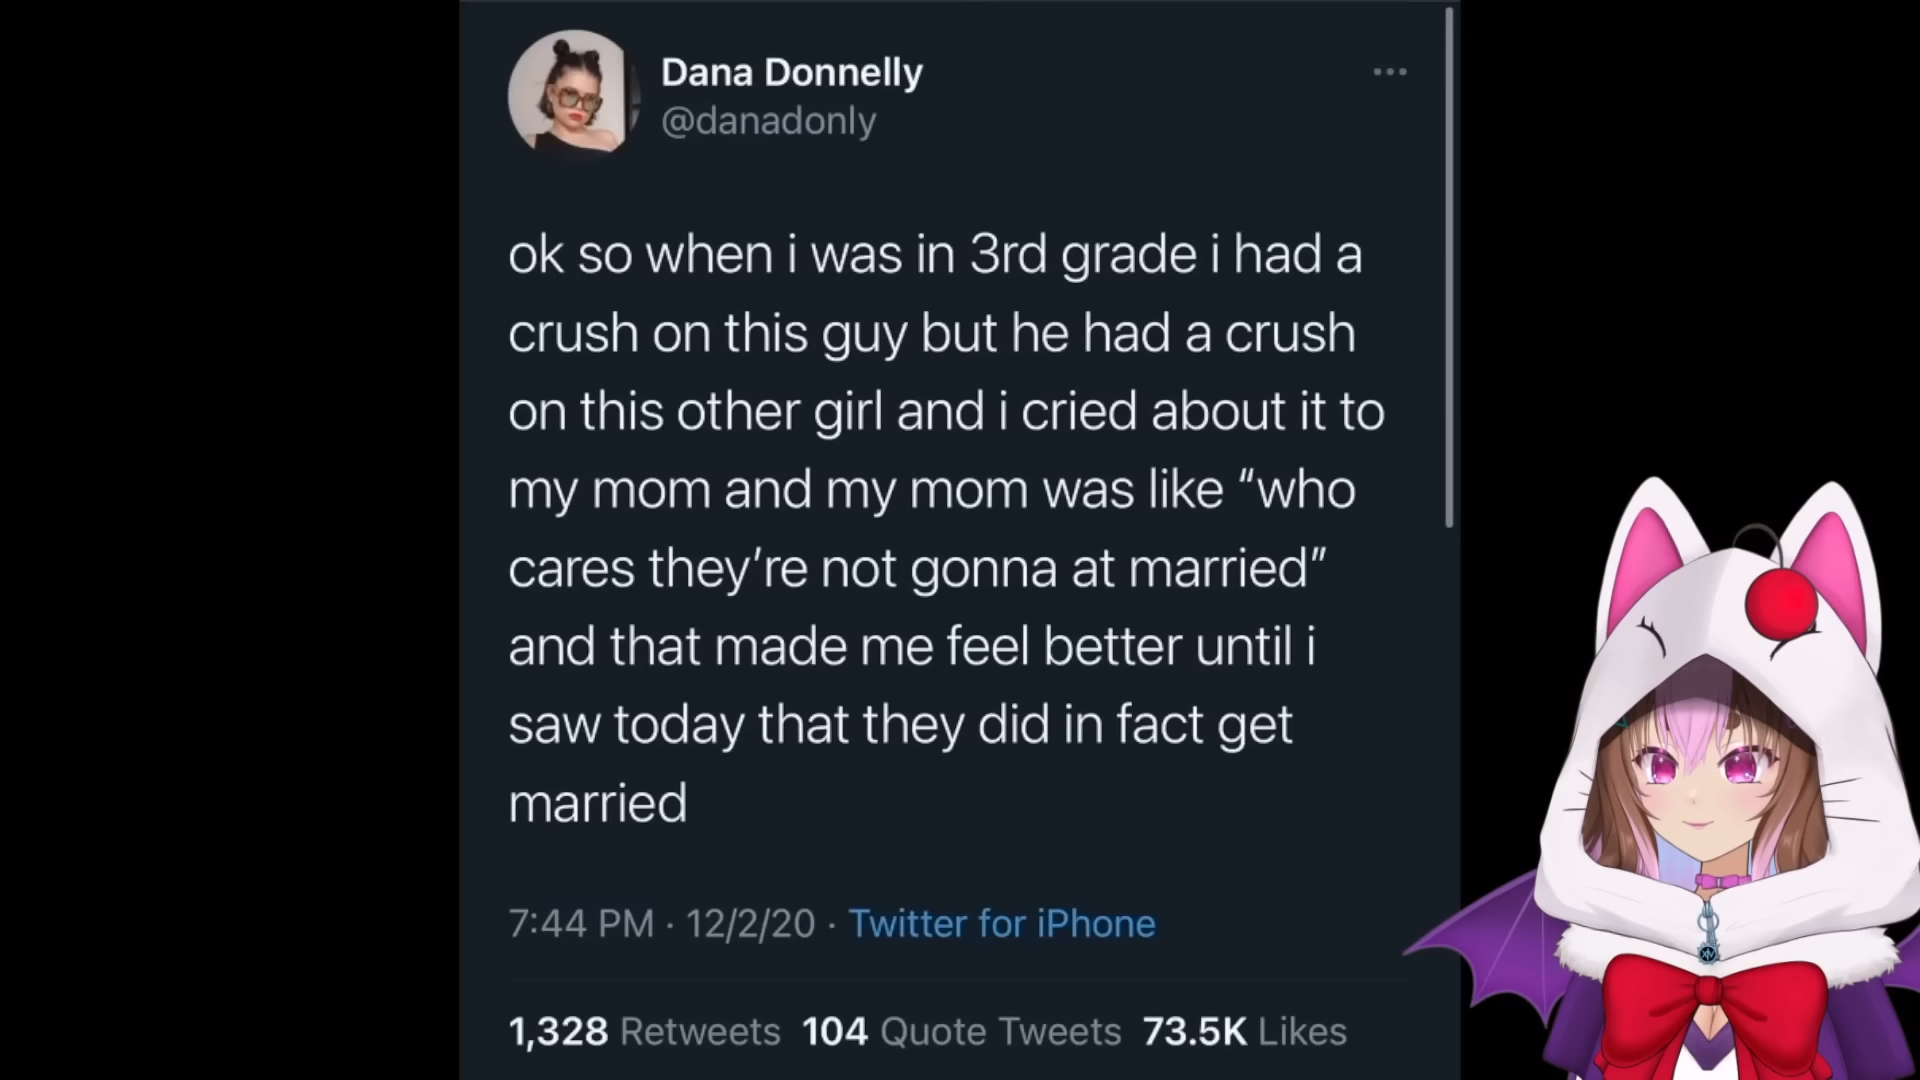 Dana Donnelly
@danadonly
ok so when i was in 3rd grade i had a
crush on this guy but he had a crush
on this other girl and i cried about it to
my mom and my mom was like “who
cares they’re not gonna at married”
and that made me feel better until i
saw today that they did in fact get
married
7:44 PM · 12/2/20 · Twitter for iPhone
1,328 Retweets 104 Quote Tweets 73.5K Likes
XIV